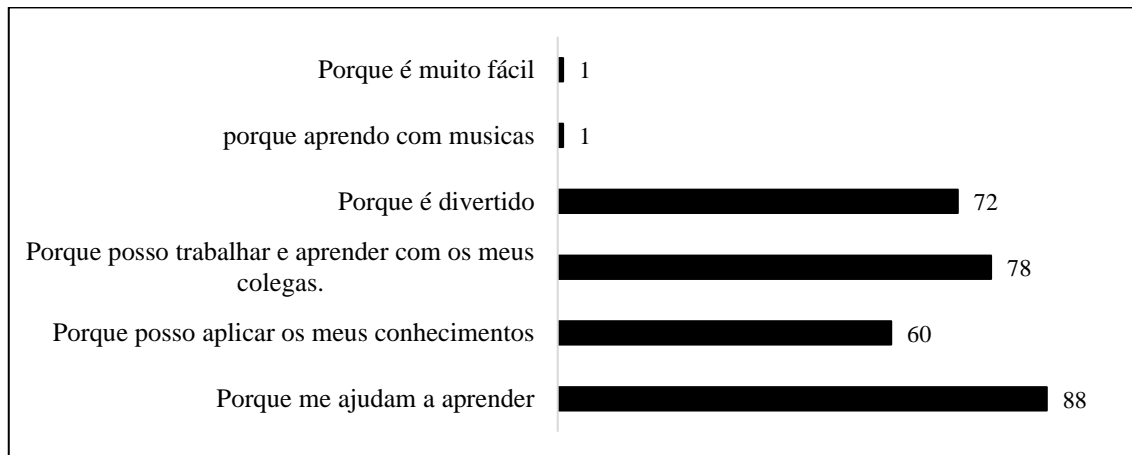 Porque é muito fácil 1
porque aprendo com musicas 1
Porque é divertido 72
Porque posso trabalhar e aprender com os meus
colegas. 78
Porque posso aplicar os meus conhecimentos 60
Porque me ajudam a aprender 88